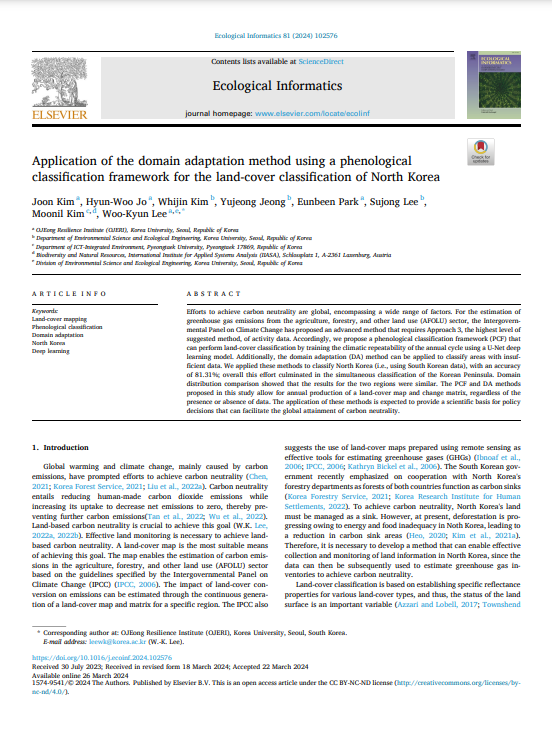 Ecological Informatics 81 (2024) 102576
Contents lists available at ScienceDirect
Ecological Informatics
journal homepage: www.elsevier.com/locate/ecolinf
ELSEVIER
ECOLOGICAL
INFORMATICS
Check for
updates
Application of the domain adaptation method using a phenological
classification framework for the land-cover classification of North Korea
Joon Kim a, Hyun-Woo Jo a, Whijin Kim b, Yujeong Jeong b, Eunbeen Park a, Sujong Lee b,
Moonil Kim c,d, Woo-Kyun Lee a,e,*
a OJEong Resilience Institute (OJERI), Korea University, Seoul, Republic of Korea
b Department of Environmental Science and Ecological Engineering, Korea University, Seoul, Republic of Korea
c Department of ICT-Integrated Environment, Pyeongtaek University, Pyeongtaek 17869, Republic of Korea
d Biodiversity and Natural Resources, International Institute for Applied Systems Analysis (IIASA), Schlossplatz 1, A-2361 Laxenburg, Austria
e Division of Environmental Science and Ecological Engineering, Korea University, Seoul, Republic of Korea
ARTICLE INFO
Keywords:
Land-cover mapping
Phenological classification
Domain adaptation
North Korea
Deep learning
ABSTRACT
Efforts to achieve carbon neutrality are global, encompassing a wide range of factors. For the estimation of
greenhouse gas emissions from the agriculture, forestry, and other land use (AFOLU) sector, the Intergovern-
mental Panel on Climate Change has proposed an advanced method that requires Approach 3, the highest level of
suggested method, of activity data. Accordingly, we propose a phenological classification framework (PCF) that
can perform land-cover classification by training the climatic repeatability of the annual cycle using a U-Net deep
learning model. Additionally, the domain adaptation (DA) method can be applied to classify areas with insuf-
ficient data. We applied these methods to classify North Korea (i.e., using South Korean data), with an accuracy
of 81.31%; overall this effort culminated in the simultaneous classification of the Korean Peninsula. Domain
distribution comparison showed that the results for the two regions were similar. The PCF and DA methods
proposed in this study allow for annual production of a land-cover map and change matrix, regardless of the
presence or absence of data. The application of these methods is expected to provide a scientific basis for policy
decisions that can facilitate the global attainment of carbon neutrality.
1. Introduction
Global warming and climate change, mainly caused by carbon
emissions, have prompted efforts to achieve carbon neutrality (Chen,
2021; Korea Forest Service, 2021; Liu et al., 2022a). Carbon neutrality
entails reducing human-made carbon dioxide emissions while
increasing its uptake to decrease net emissions to zero, thereby pre-
venting further carbon emissions(Tan et al., 2022; Wu et al., 2022).
Land-based carbon neutrality is crucial to achieve this goal (W.K. Lee,
2022a, 2022b). Effective land monitoring is necessary to achieve land-
based carbon neutrality. A land-cover map is the most suitable means
of achieving this goal. The map enables the estimation of carbon emis-
sions in the agriculture, forestry, and other land use (AFOLU) sector
based on the guidelines specified by the Intergovernmental Panel on
Climate Change (IPCC) (IPCC, 2006). The impact of land-cover con-
version on emissions can be estimated through the continuous genera-
tion of a land-cover map and matrix for a specific region. The IPCC also
suggests the use of land-cover maps prepared using remote sensing as
effective tools for estimating greenhouse gases (GHGs) (Ihnoaf et al.,
2006; IPCC, 2006; Kathryn Bickel et al., 2006). The South Korean gov-
ernment recently emphasized on cooperation with North Korea's
forestry departments as forests of both countries function as carbon sinks
(Korea Forestry Service, 2021; Korea Research Institute for Human
Settlements, 2022). To achieve carbon neutrality, North Korea's land
must be managed as a sink. However, at present, deforestation is pro-
gressing owing to energy and food inadequacy in Noth Korea, leading to
a reduction in carbon sink areas (Heo, 2020; Kim et al., 2021a).
Therefore, it is necessary to develop a method that can enable effective
collection and monitoring of land information in North Korea, since the
data can then be subsequently used to estimate greenhouse gas in-
ventories to achieve carbon neutrality.
Land-cover classification is based on establishing specific reflectance
properties for various land-cover types, and thus, the status of the land
surface is an important variable (Azzari and Lobell, 2017; Townshend
* Corresponding author at: OJEong Resilience Institute (OJERI), Korea University, Seoul, South Korea.
E-mail address: leewk@korea.ac.kr (W.-K. Lee).
https://doi.org/10.1016/j.ecoinf.2024.102576
Received 30 July 2023; Received in revised form 18 March 2024; Accepted 22 March 2024
Available online 26 March 2024
1574-9541/© 2024 The Authors. Published by Elsevier B.V. This is an open access article under the CC BY-NC-ND license (http://creativecommons.org/licenses/by-
nc-nd/4.0/).